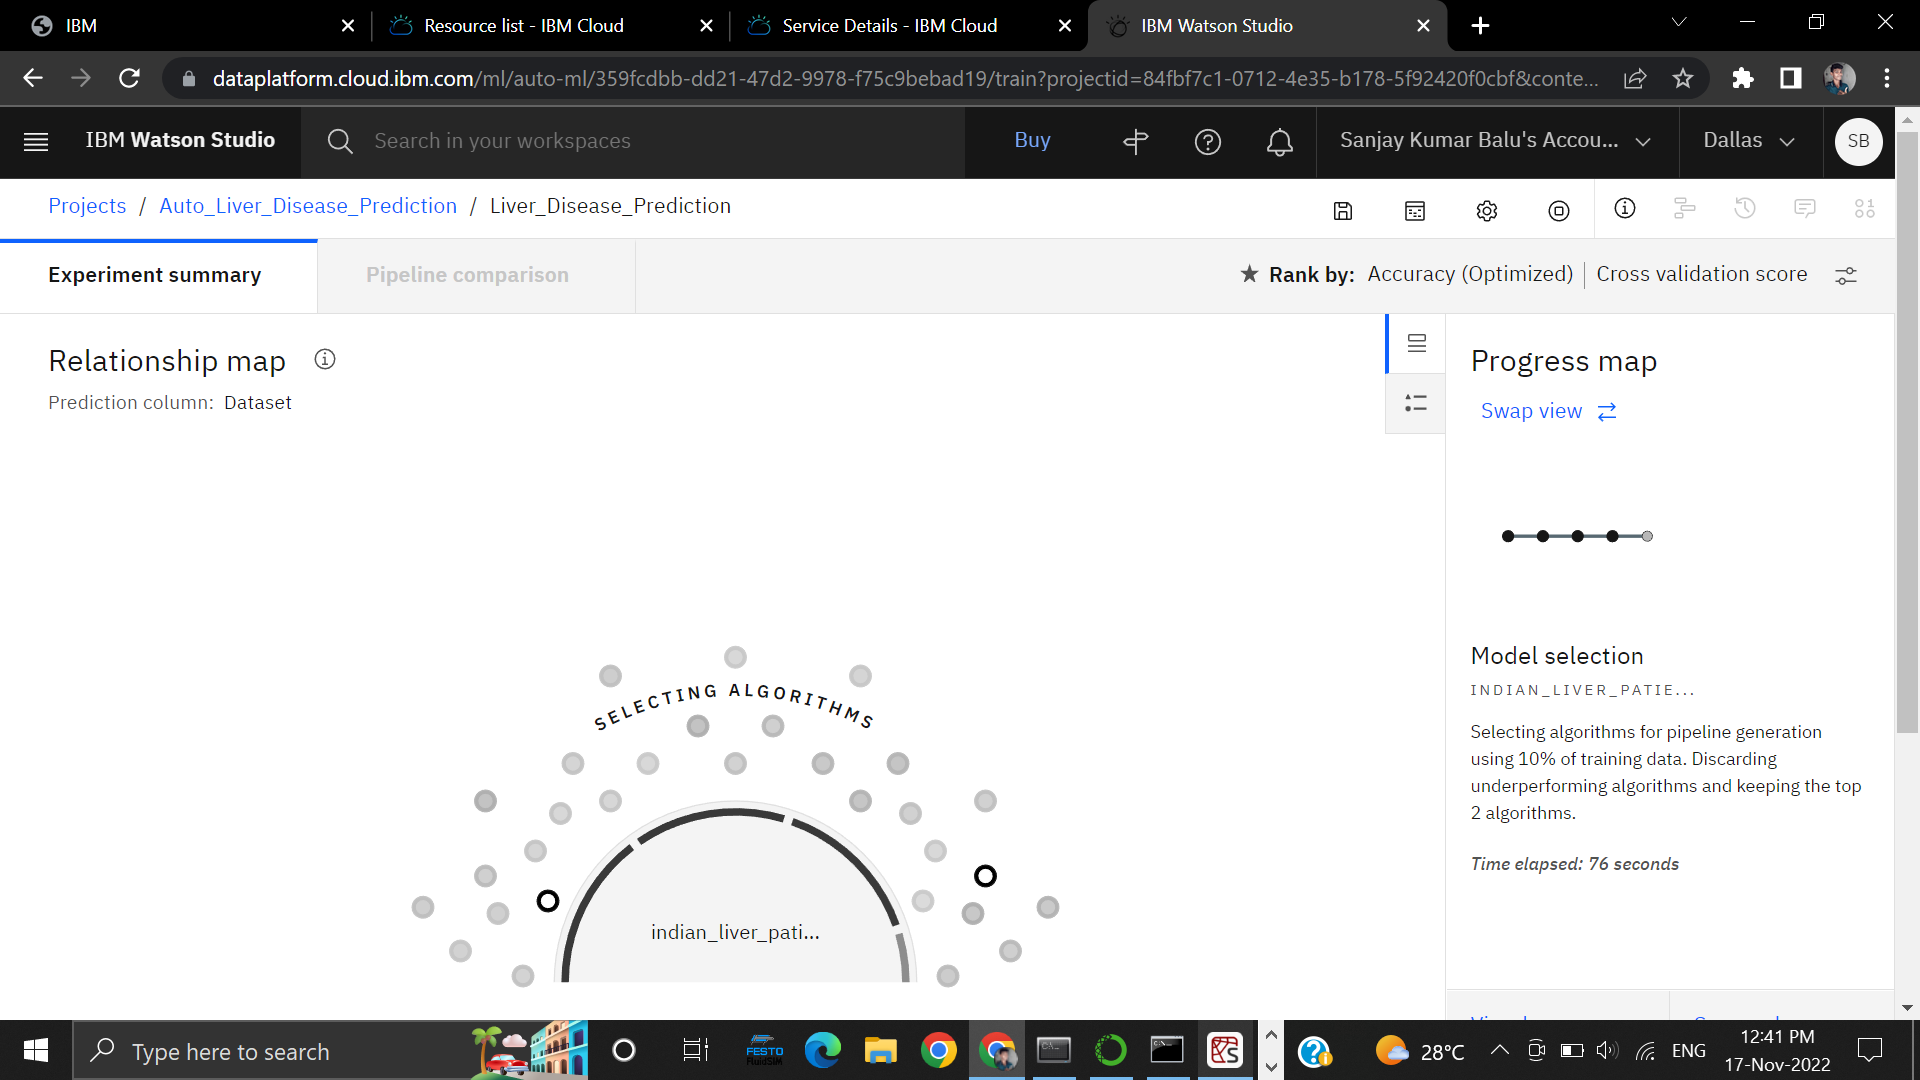 IBM
Resource list - IBM Cloud
Service Details - IBM Cloud
IBM Watson Studio
dataplatform.cloud.ibm.com/ml/auto-ml/359fcdbb-dd21-47d2-9978-f75c9bebad19/train?projectid=84fbf7c1-0712-4e35-b178-5f92420f0cbf&conte...
IBM Watson Studio
Search in your workspaces
Buy
Sanjay Kumar Balu's Accou...
Dallas
SB
Projects / Auto_Liver_Disease_Prediction / Liver_Disease_Prediction
Experiment summary
Pipeline comparison
Rank by: Accuracy (Optimized) | Cross validation score
Relationship map
Prediction column: Dataset
SELECTING ALGORITHMS
indian_liver_pati...
Progress map
Swap view
Model selection
INDIAN_LIVER_PATIE...
Selecting algorithms for pipeline generation
using 10% of training data. Discarding
underperforming algorithms and keeping the top
2 algorithms.
Time elapsed: 76 seconds
Type here to search
FESTO
FluidSIM
28°C
ENG
12:41 PM
17-Nov-2022